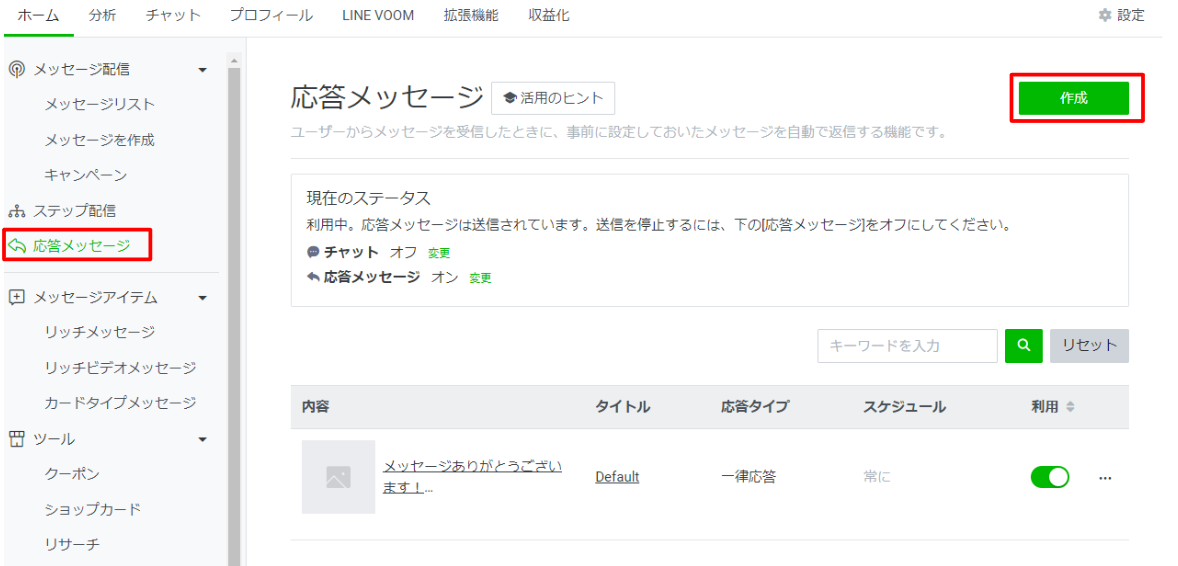 ホーム 分析 チャット プロフィール LINE VOOM 拡張機能 収益化 設定
メッセージ配信
メッセージリスト
メッセージを作成
キャンペーン
ステップ配信
応答メッセージ
メッセージアイテム
リッチメッセージ
リッチビデオメッセージ
カードタイプメッセージ
ツール
クーポン
ショップカード
リサーチ
応答メッセージ 活用のヒント 作成
ユーザーからメッセージを受信したときに、事前に設定しておいたメッセージを自動で返信する機能です。
現在のステータス
利用中。応答メッセージは送信されています。送信を停止するには、下の[応答メッセージ]をオフにしてください。
チャット オフ 変更
応答メッセージ オン 変更
キーワードを入力 リセット
内容 タイトル 応答タイプ スケジュール 利用
メッセージありがとうござい
ます！... Default 一律応答 常に